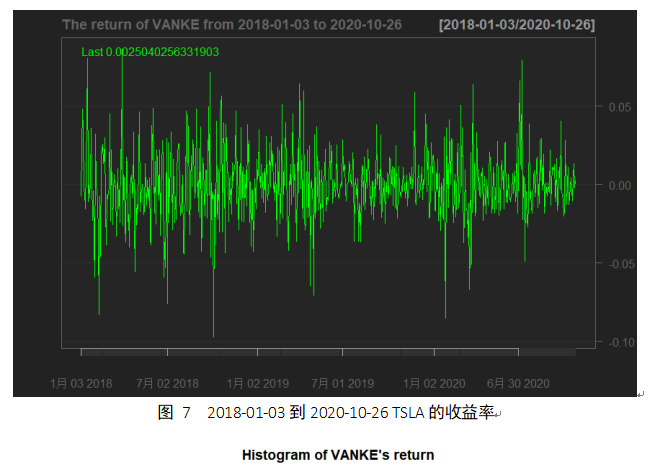 The return of VANKE from 2018-01-03 to 2020-10-26 [2018-01-03/2020-10-26]
Last 0.0025040256331903
0.05
0.00
-0.05
-0.10
1月 03 2018 7月 02 2018 1月 02 2019 7月 01 2019 1月 02 2020 6月 30 2020
图 7 2018-01-03 到 2020-10-26 TSLA 的收益率
Histogram of VANKE's return